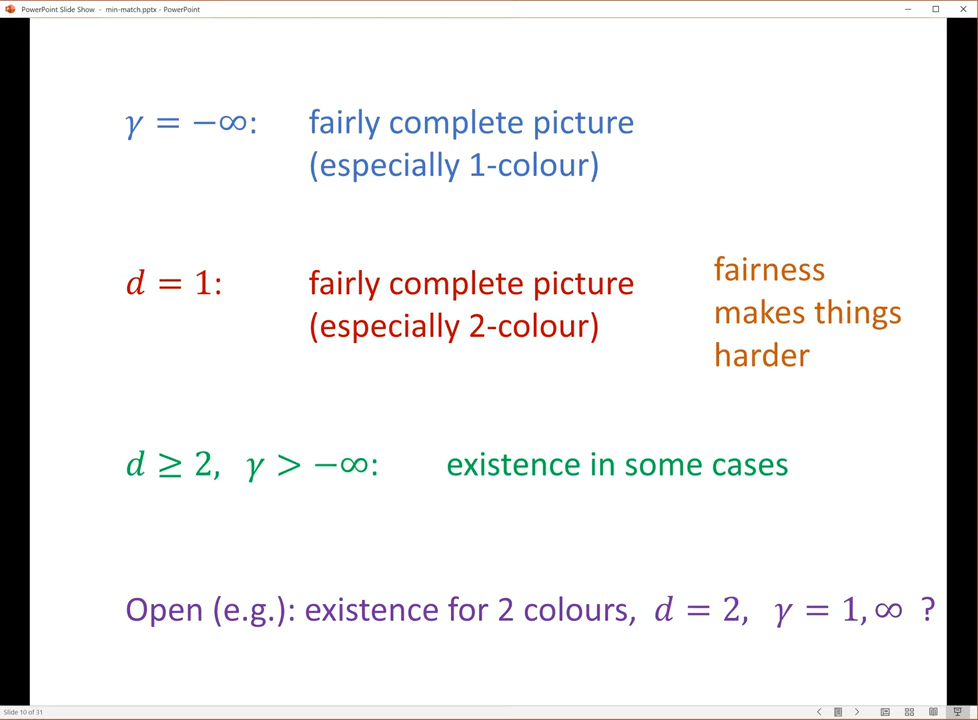 PowerPoint Slide Show - min-match.pptx - PowerPoint
γ = −∞: fairly complete picture
(especially 1-colour)
d = 1: fairly complete picture
(especially 2-colour)
fairness
makes things
harder
d ≥ 2, γ > −∞: existence in some cases
Open (e.g.): existence for 2 colours, d = 2, γ = 1, ∞ ?
Slide 10 of 31